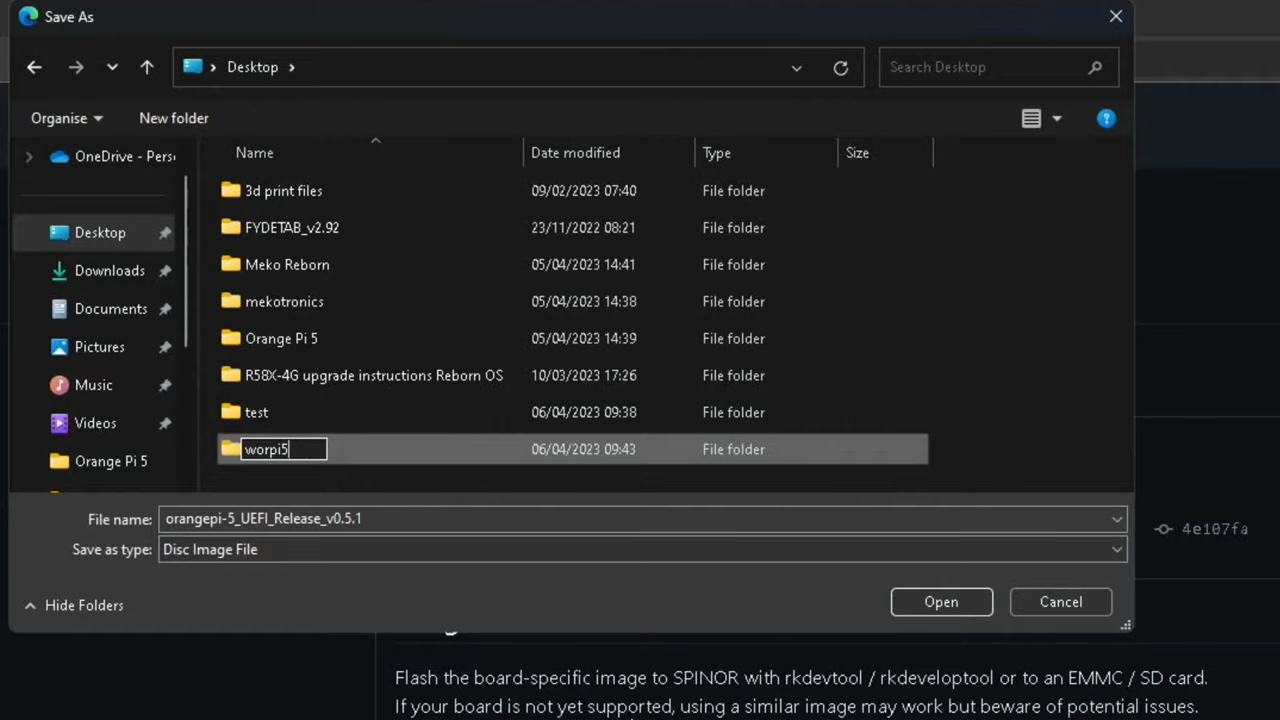 Save As
Desktop
Search Desktop
Organise
New folder
OneDrive - Pers
Name
Date modified
Type
Size
3d print files
09/02/2023 07:40
File folder
Desktop
FYDETAB_v2.92
23/11/2022 08:21
File folder
Downloads
Meko Reborn
05/04/2023 14:41
File folder
Documents
mekotronics
05/04/2023 14:38
File folder
Pictures
Orange Pi 5
05/04/2023 14:39
File folder
Music
R58X-4G upgrade instructions Reborn OS
10/03/2023 17:26
File folder
Videos
test
06/04/2023 09:38
File folder
Orange Pi 5
worpi5
06/04/2023 09:43
File folder
File name:
orangepi-5_UEFI_Release_v0.5.1
Save as type:
Disc Image File
4e107fa
Hide Folders
Open
Cancel
Flash the board-specific image to SPINOR with rkdevtool / rkdeveloptool or to an EMMC / SD card.
If your board is not yet supported, using a similar image may work but beware of potential issues.